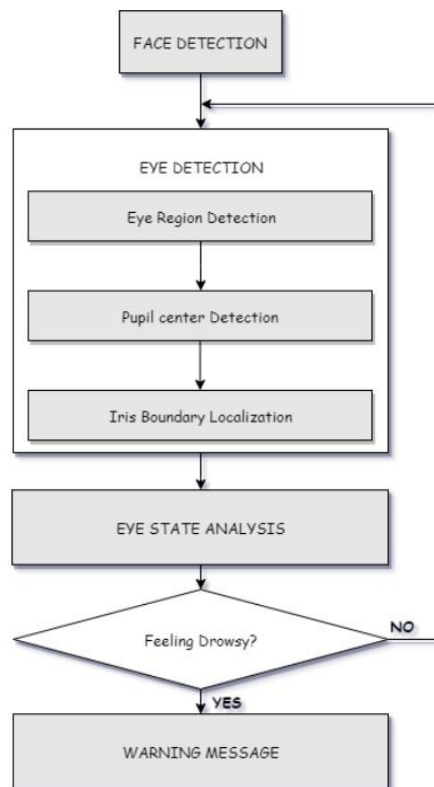 FACE DETECTION
EYE DETECTION
Eye Region Detection
Pupil center Detection
Iris Boundary Localization
EYE STATE ANALYSIS
Feeling Drowsy?
NO
YES
WARNING MESSAGE